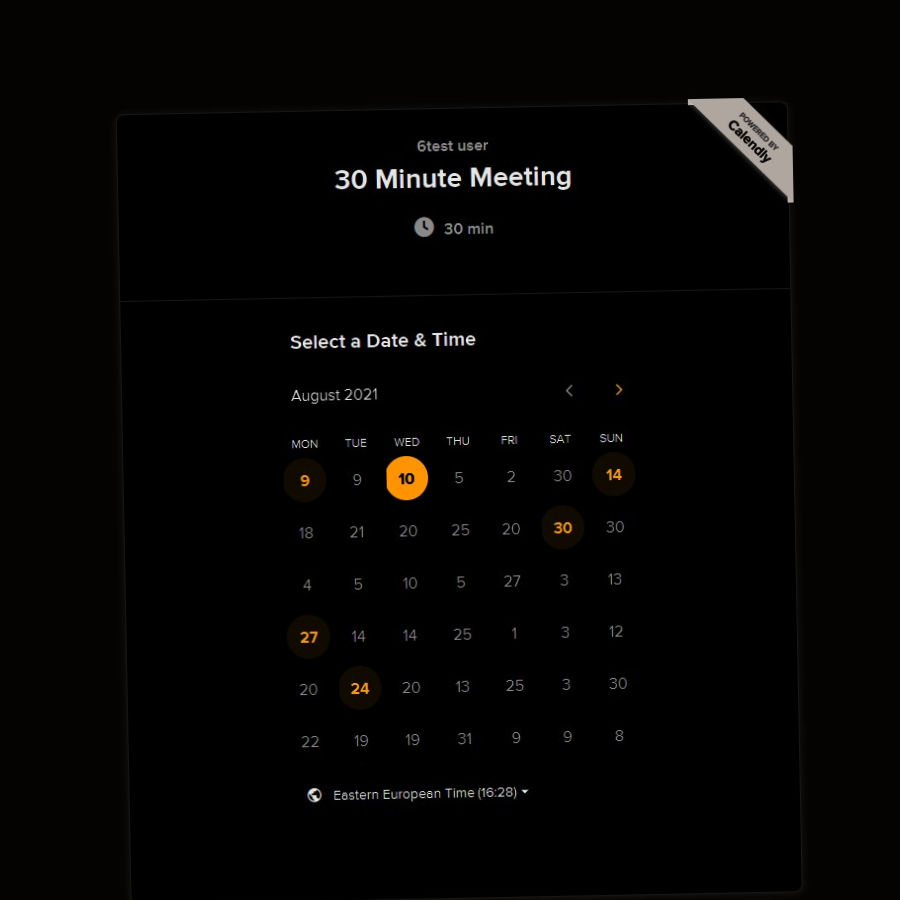 POWERED BY
Calendly
6test user
30 Minute Meeting
30 min
Select a Date & Time
August 2021
MON TUE WED THU FRI SAT SUN
9 9 10 5 2 30 14
18 21 20 25 20 30 30
4 5 10 5 27 3 13
27 14 14 25 1 3 12
20 24 20 13 25 3 30
22 19 19 31 9 9 8
Eastern European Time (16:28)